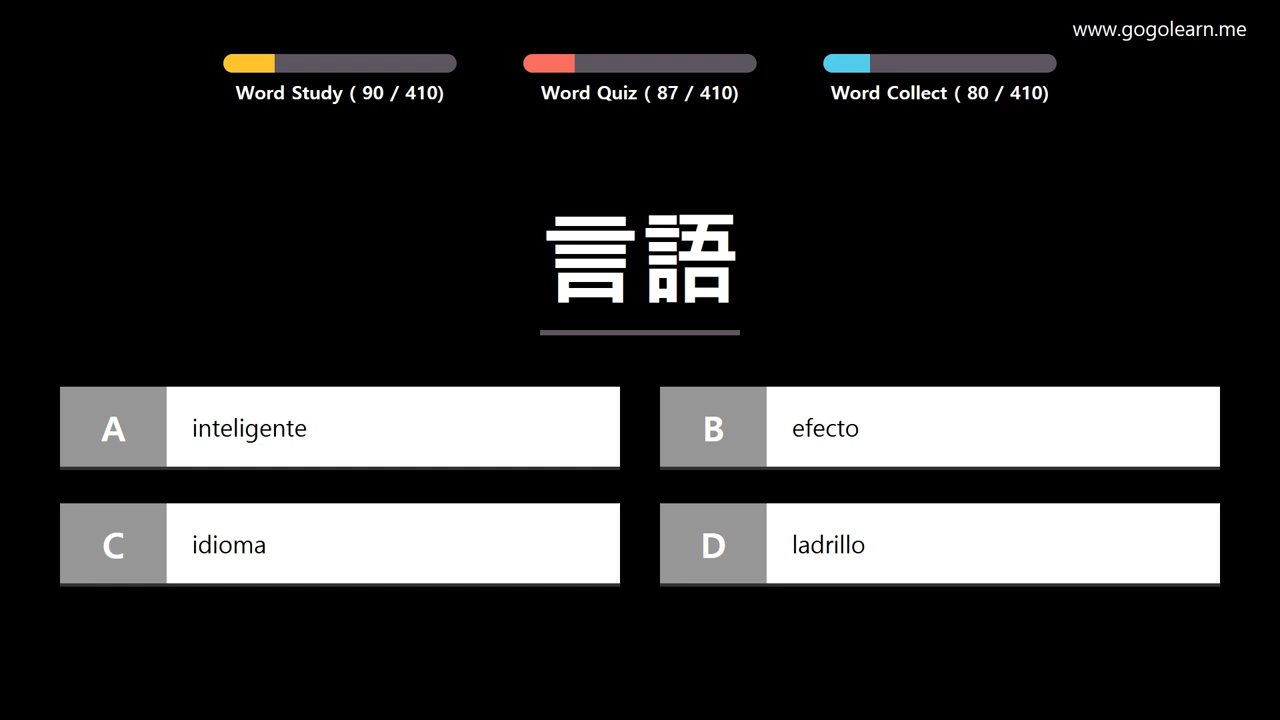 www.gogolearn.me
Word Study ( 90 / 410)
Word Quiz ( 87 / 410)
Word Collect ( 80 / 410)
言語
A inteligente
B efecto
C idioma
D ladrillo